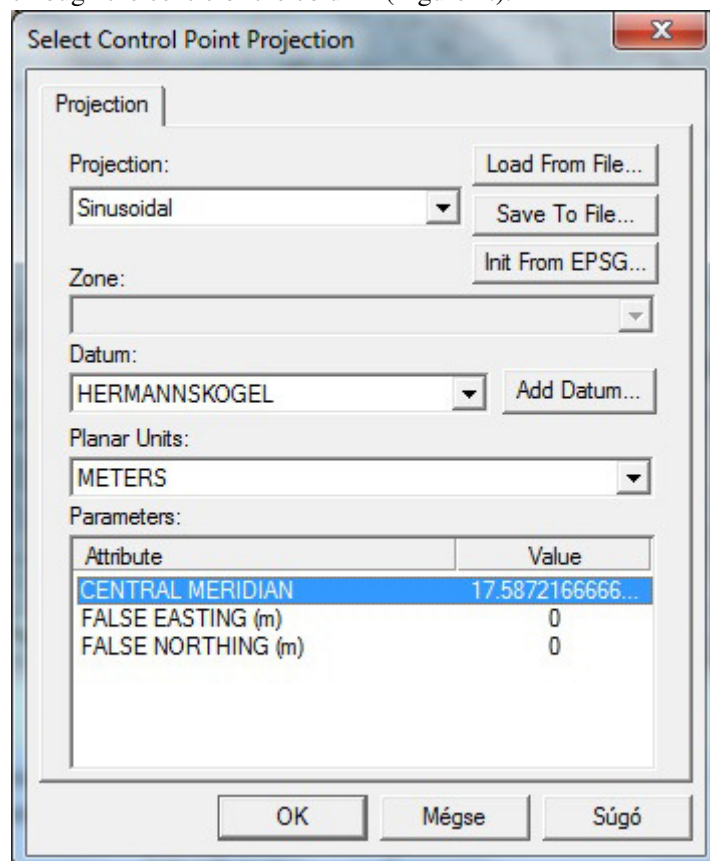 Select Control Point Projection
Projection
Projection:
Load From File...
Sinusoidal
Save To File...
Init From EPSG...
Zone:
Datum:
HERMANNSKOGEL
Add Datum...
Planar Units:
METERS
Parameters:
Attribute Value
CENTRAL MERIDIAN 17.5872166666...
FALSE EASTING (m) 0
FALSE NORTHING (m) 0
OK Mégse Súgó